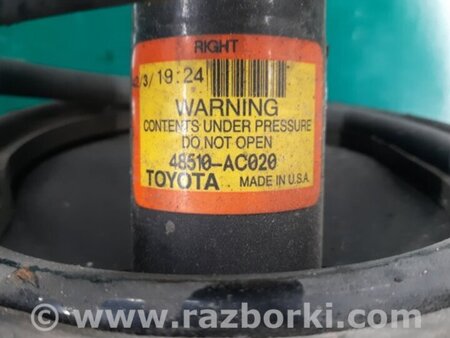 RIGHT
/3/19:24
WARNING
CONTENTS UNDER PRESSURE
DO NOT OPEN
48510-AC020
TOYOTA MADE IN U.S.A.
www.razborki.com